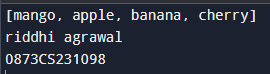 [mango, apple, banana, cherry]
riddhi agrawal
0873CS231098